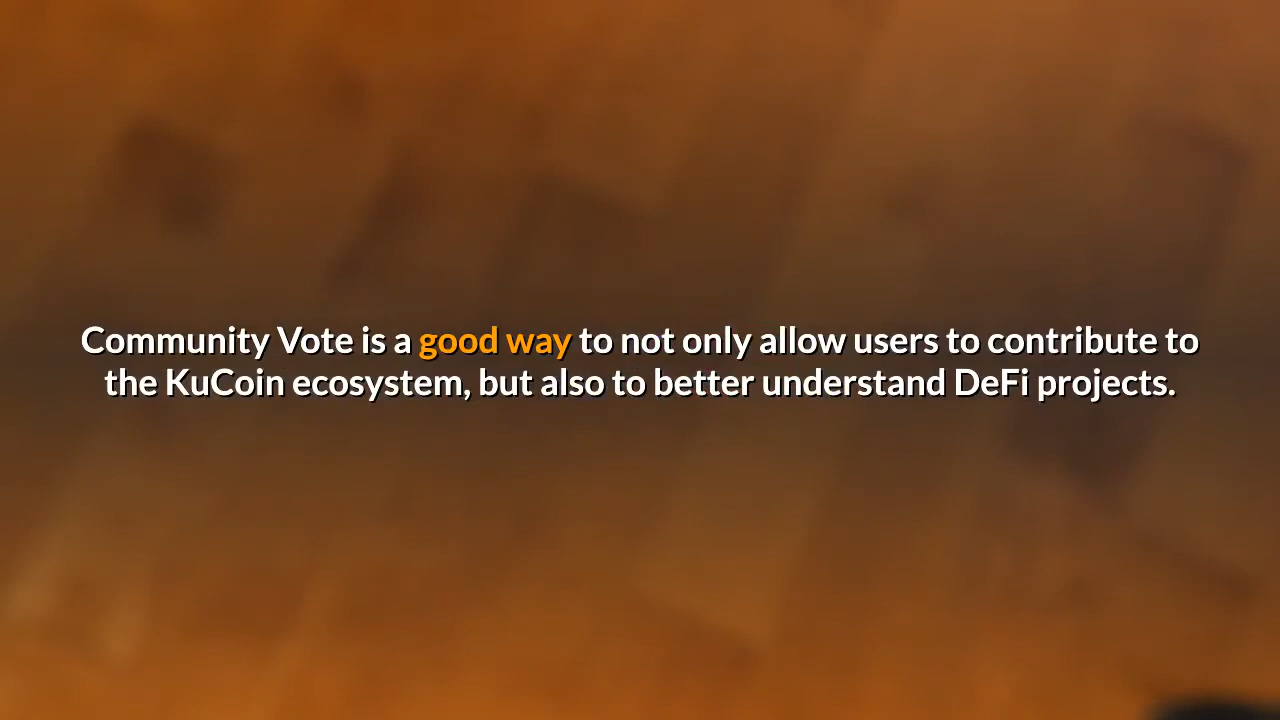 Community Vote is a good way to not only allow users to contribute to
the KuCoin ecosystem, but also to better understand DeFi projects.